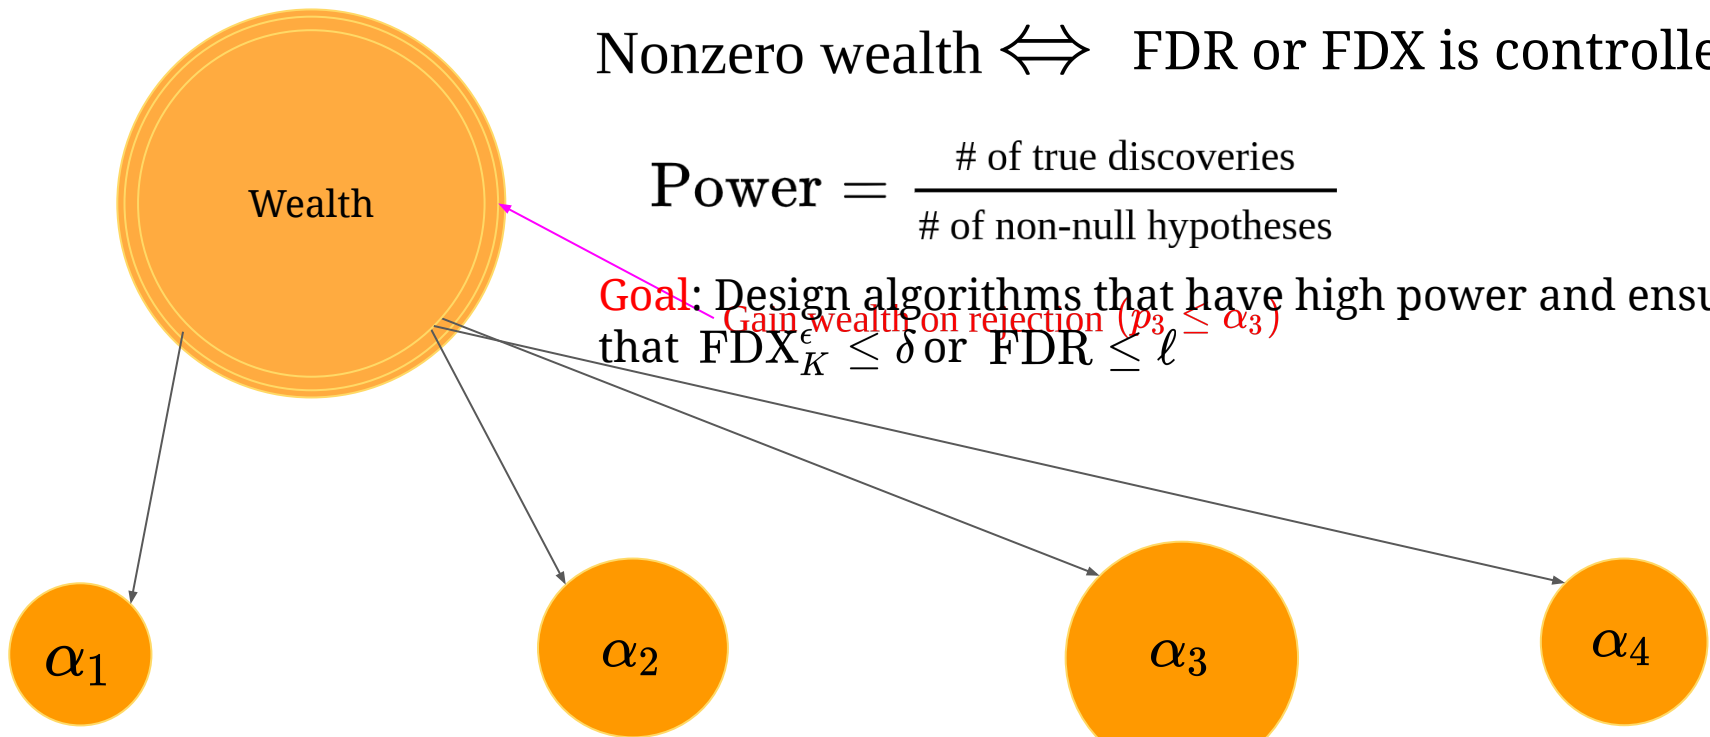 Nonzero wealth ⟺ FDR or FDX is controlle
Power = # of true discoveries / # of non-null hypotheses
Wealth
Goal: Design algorithms that have high power and ensu
Gain wealth on rejection (p₃ ≤ α₃)
that FDX^ϵ_K ≤ δ or FDR ≤ ℓ
α₁
α₂
α₃
α₄